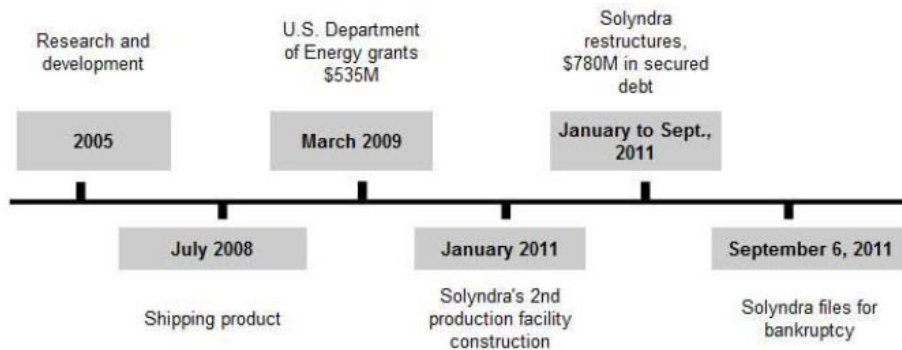 Research and
development
2005
July 2008
Shipping product
U.S. Department
of Energy grants
$535M
March 2009
January 2011
Solyndra's 2nd
production facility
construction
Solyndra
restructures,
$780M in secured
debt
January to Sept.,
2011
September 6, 2011
Solyndra files for
bankruptcy